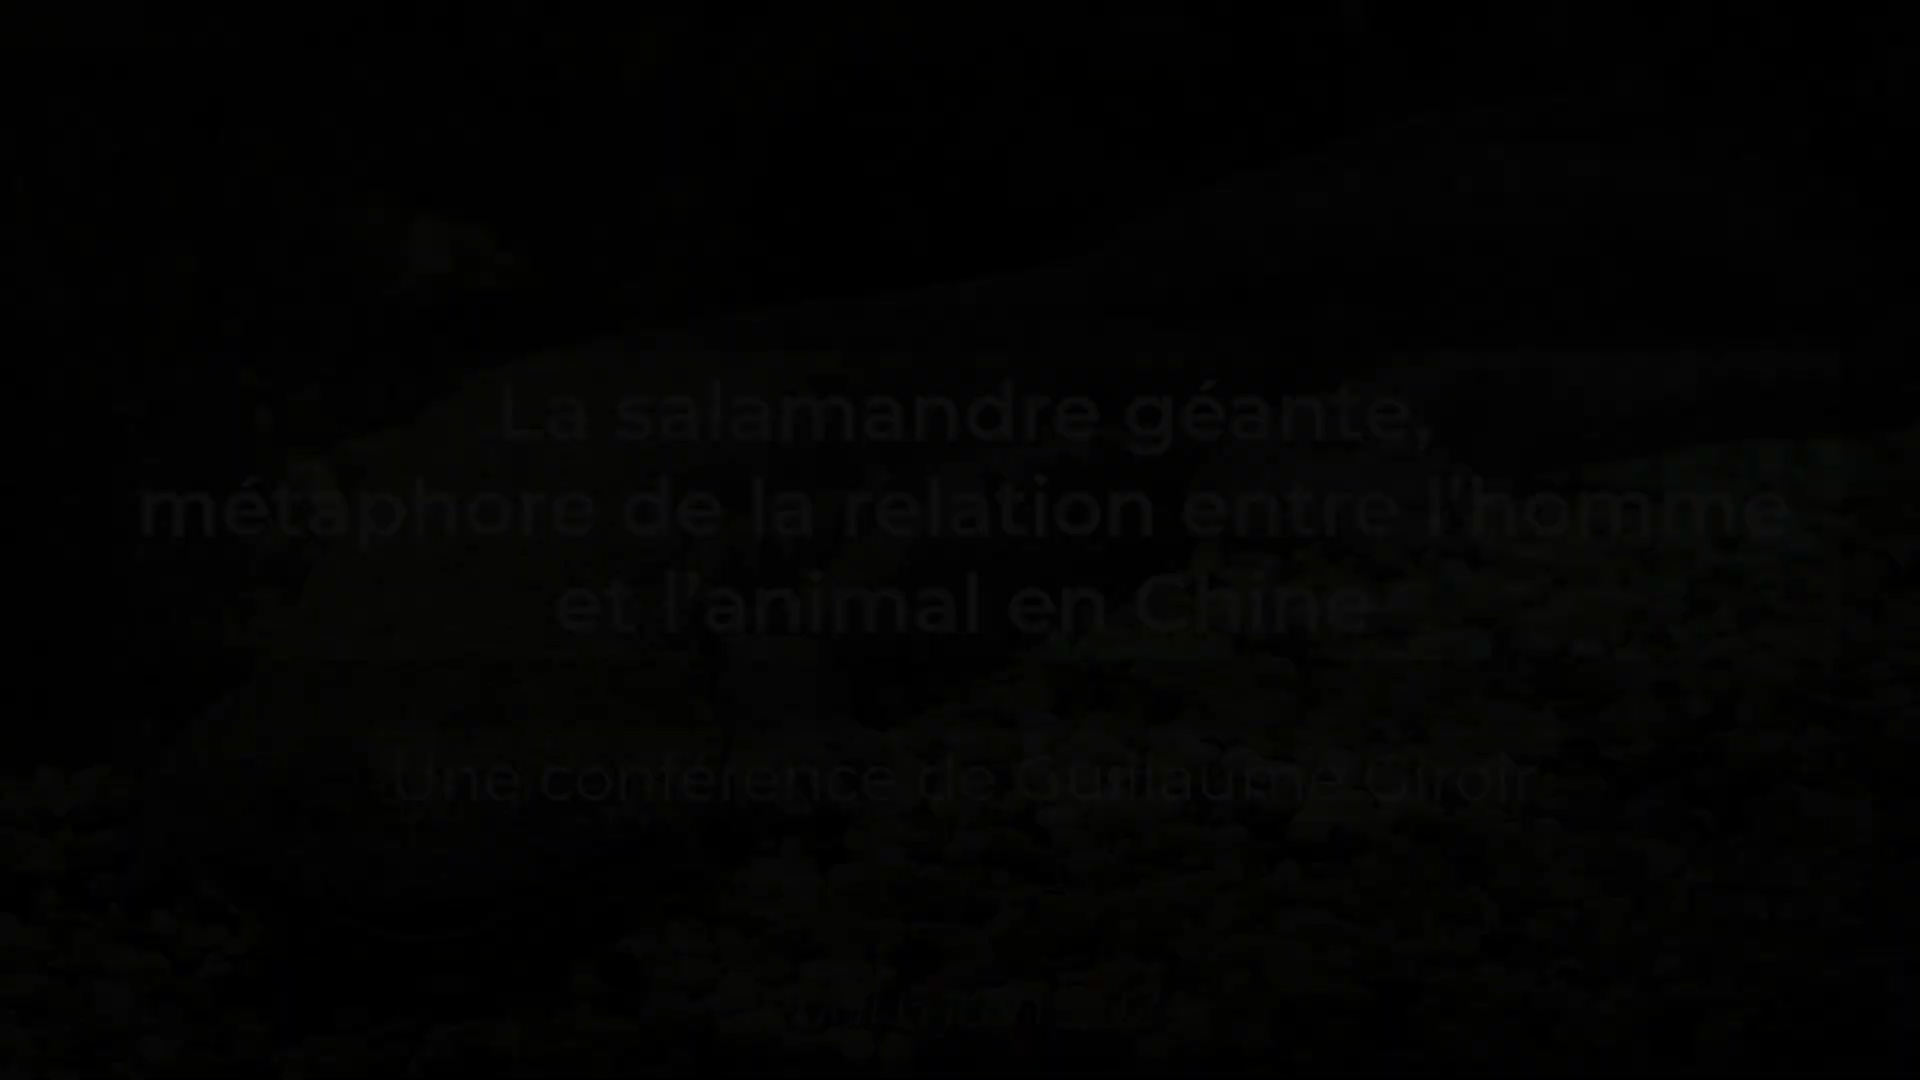 La salamandre géante,
métaphore de la relation entre l'homme
et l'animal en Chine
Une conférence de Guillaume Giroir